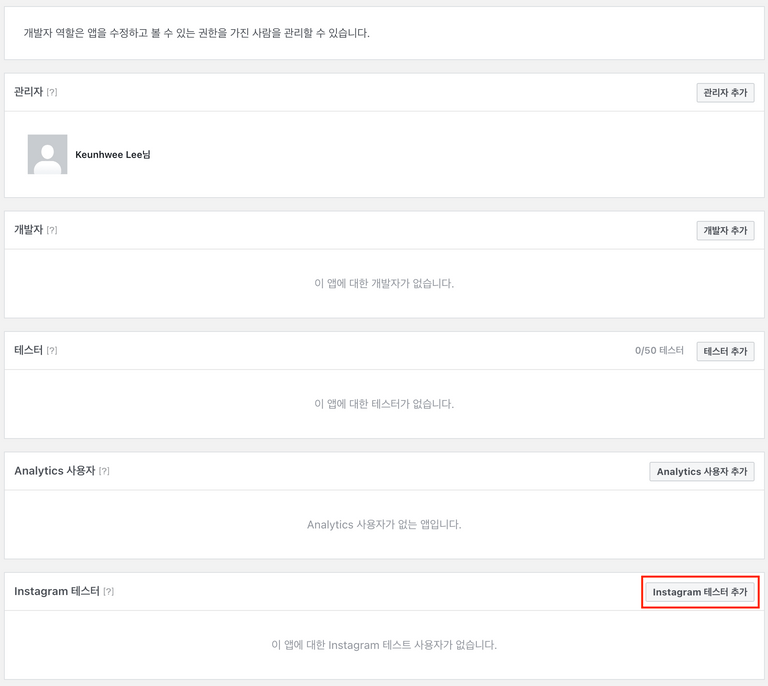 개발자 역할은 앱을 수정하고 볼 수 있는 권한을 가진 사람을 관리할 수 있습니다.
관리자 [?] 관리자 추가
Keunhwee Lee님
개발자 [?] 개발자 추가
이 앱에 대한 개발자가 없습니다.
테스터 [?] 0/50 테스터 테스터 추가
이 앱에 대한 테스터가 없습니다.
Analytics 사용자 [?] Analytics 사용자 추가
Analytics 사용자가 없는 앱입니다.
Instagram 테스터 [?] Instagram 테스터 추가
이 앱에 대한 Instagram 테스트 사용자가 없습니다.